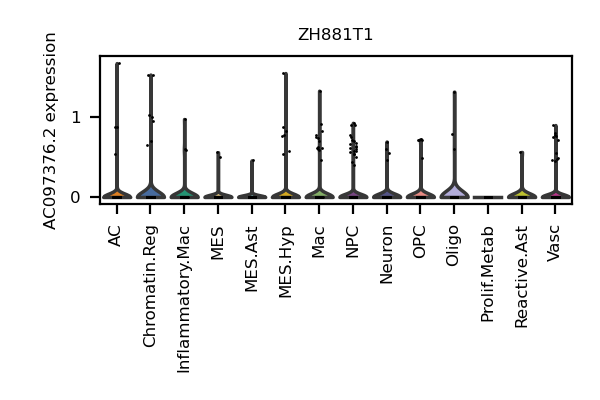 ZH881T1
AC097376.2 expression
1
0
AC
Chromatin.Reg
Inflammatory.Mac
MES
MES.Ast
MES.Hyp
Mac
NPC
Neuron
OPC
Oligo
Prolif.Metab
Reactive.Ast
Vasc